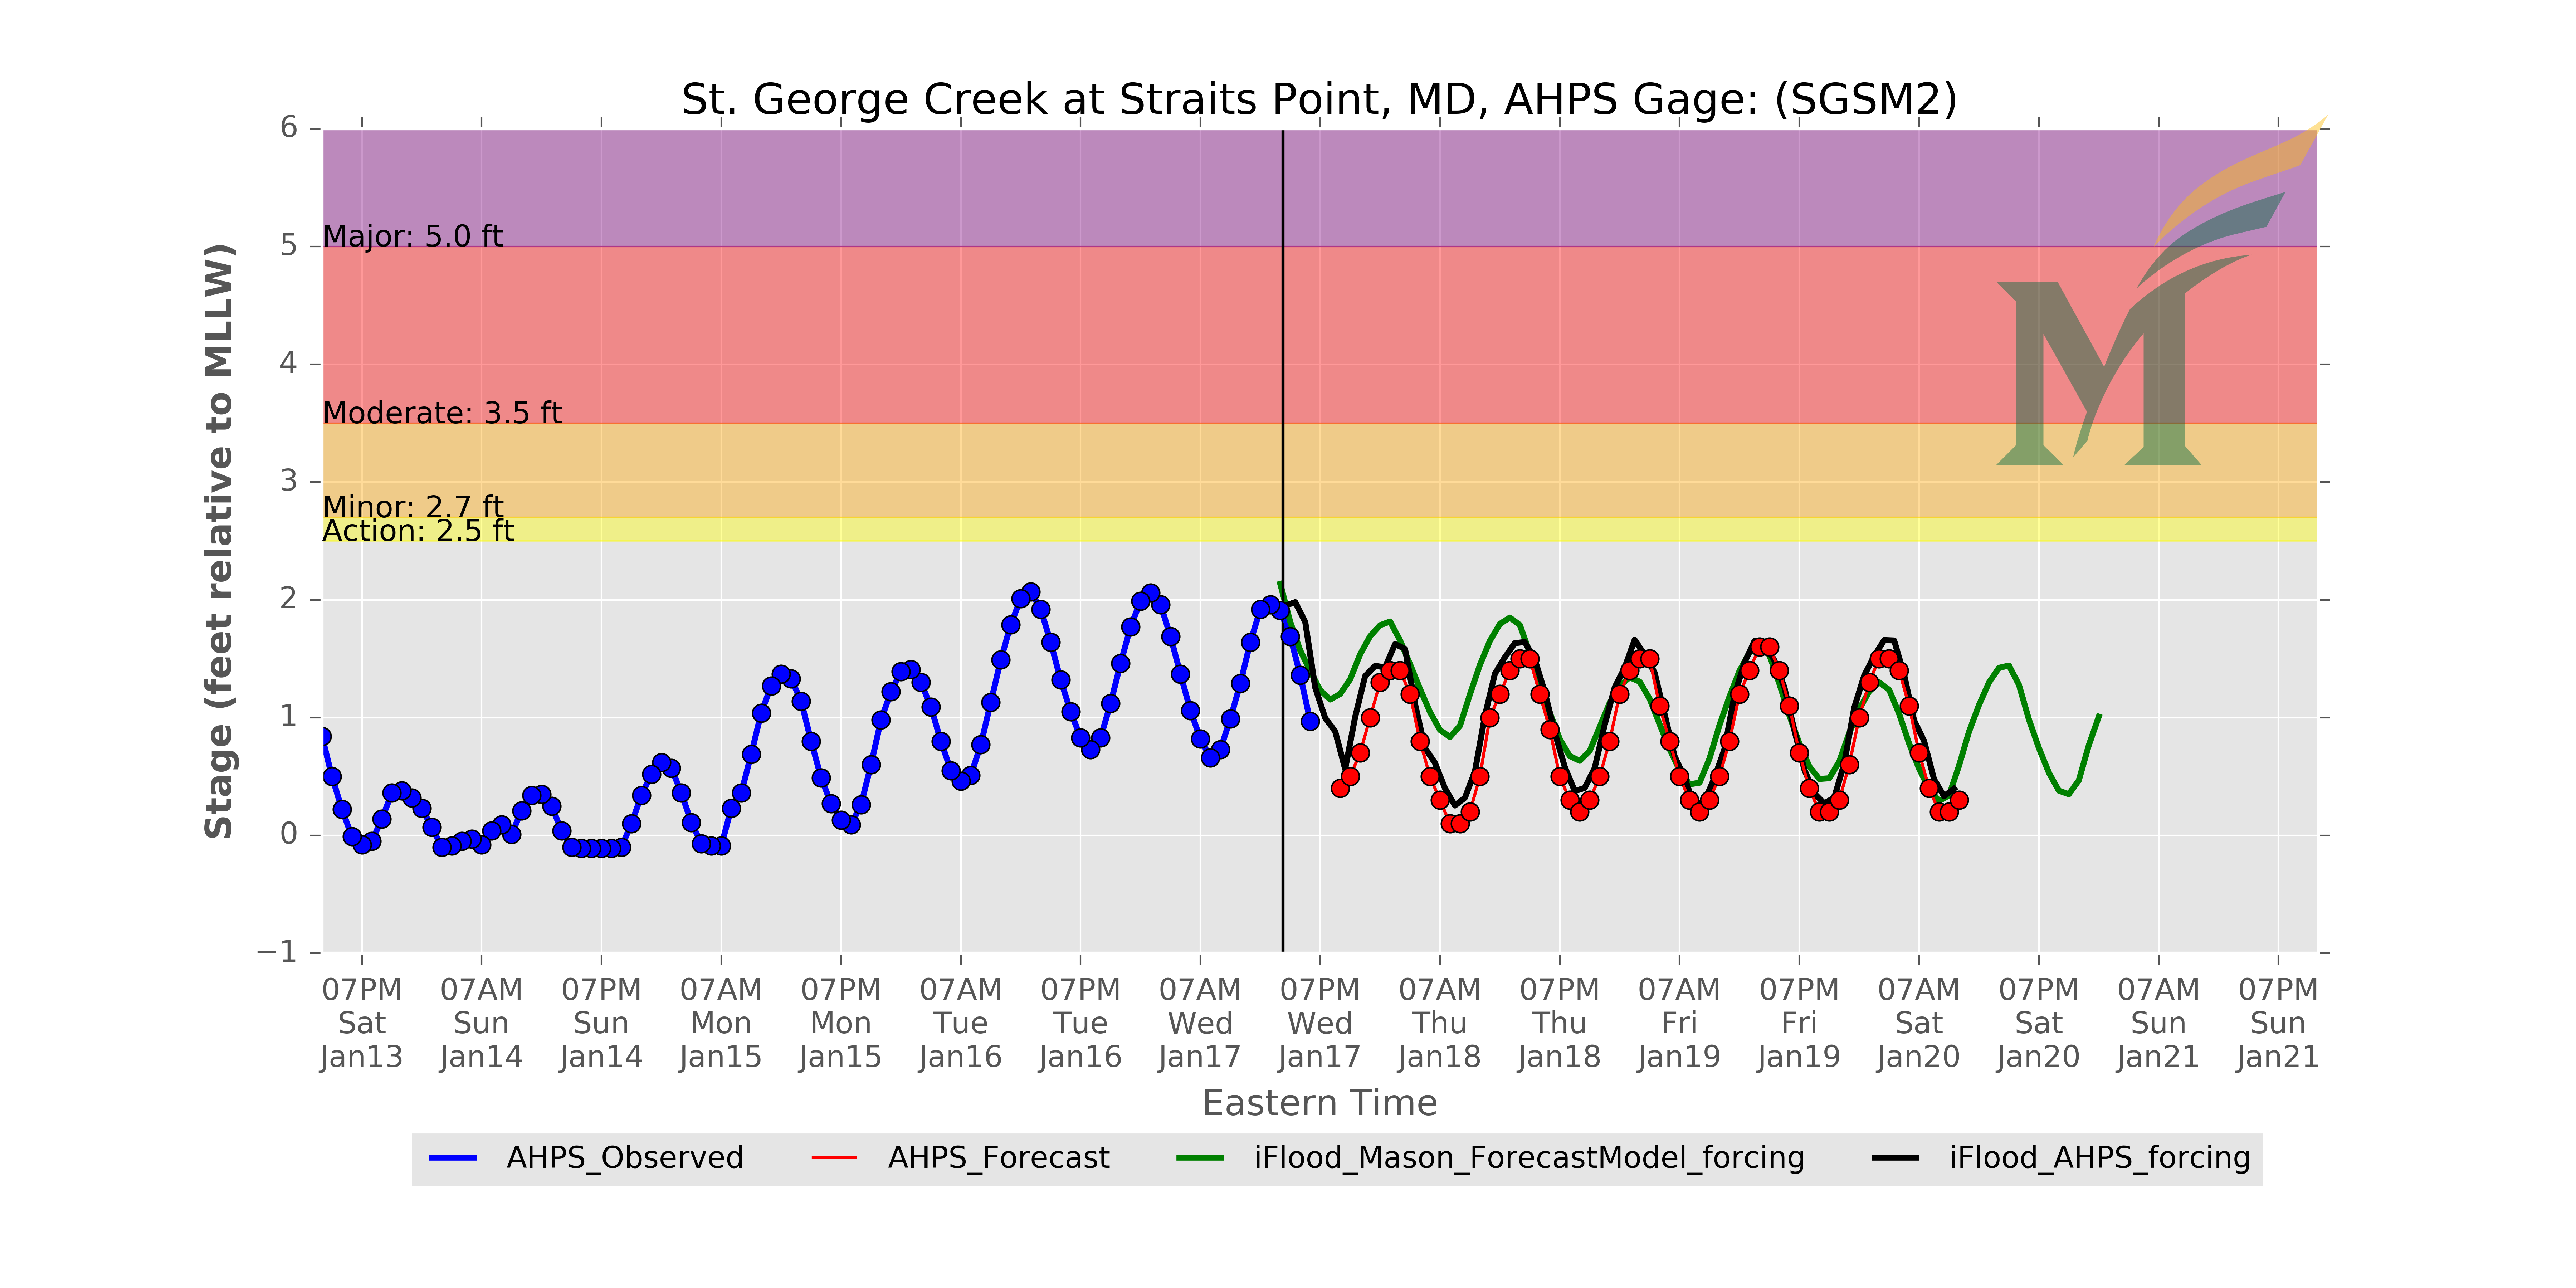 St. George Creek at Straits Point, MD, AHPS Gage: (SGSM2)
Stage (feet relative to MLLW)
6
5
4
3
2
1
0
−1
Major: 5.0 ft
Moderate: 3.5 ft
Minor: 2.7 ft
Action: 2.5 ft
M
07PM 07AM 07PM 07AM 07PM 07AM 07PM 07AM 07PM 07AM 07PM 07AM 07PM 07AM 07PM 07AM 07PM
Sat Sun Sun Mon Mon Tue Tue Wed Wed Thu Thu Fri Fri Sat Sat Sun Sun
Jan13 Jan14 Jan14 Jan15 Jan15 Jan16 Jan16 Jan17 Jan17 Jan18 Jan18 Jan19 Jan19 Jan20 Jan20 Jan21 Jan21
Eastern Time
AHPS_Observed AHPS_Forecast iFlood_Mason_ForecastModel_forcing iFlood_AHPS_forcing